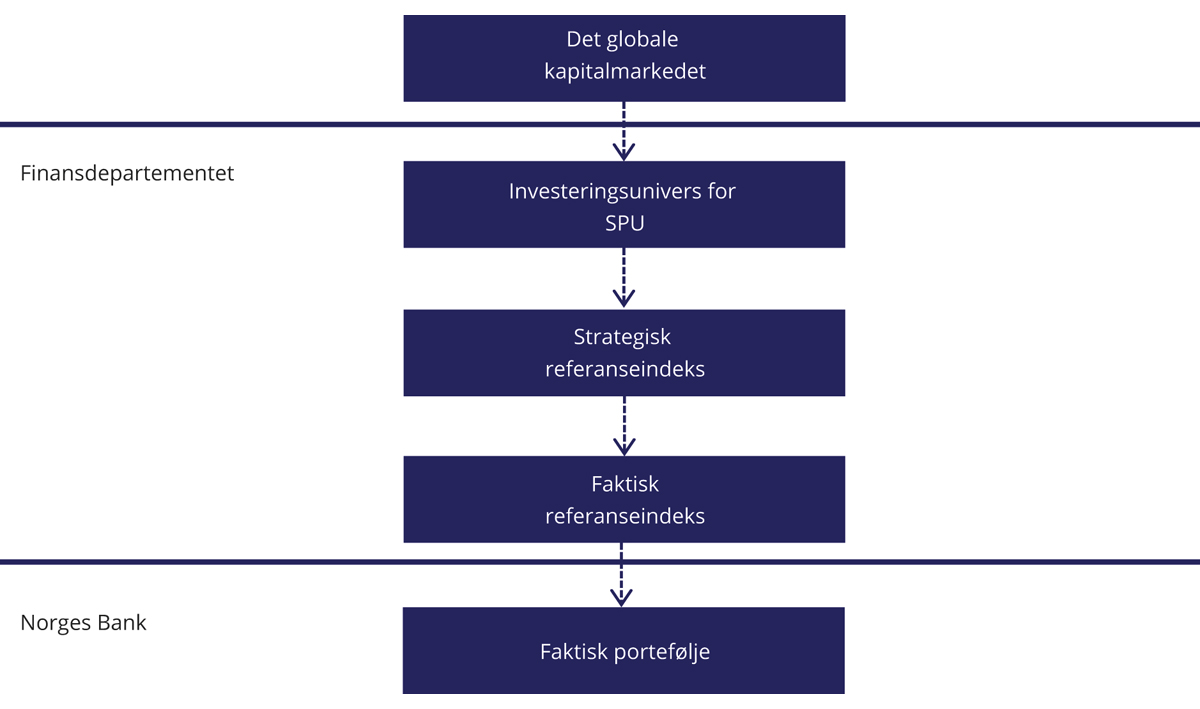 Det globale
kapitalmarkedet
Finansdepartementet
Investeringsunivers for
SPU
Strategisk
referanseindeks
Faktisk
referanseindeks
Norges Bank
Faktisk portefølje